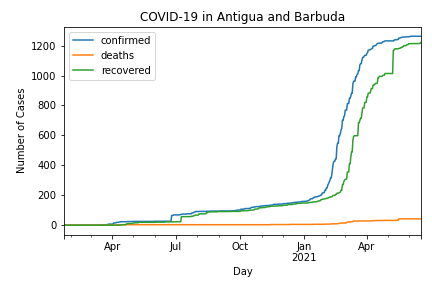 COVID-19 in Antigua and Barbuda
confirmed
deaths
recovered
Number of Cases
1200
1000
800
600
400
200
0
Apr Jul Oct Jan Apr
2021
Day